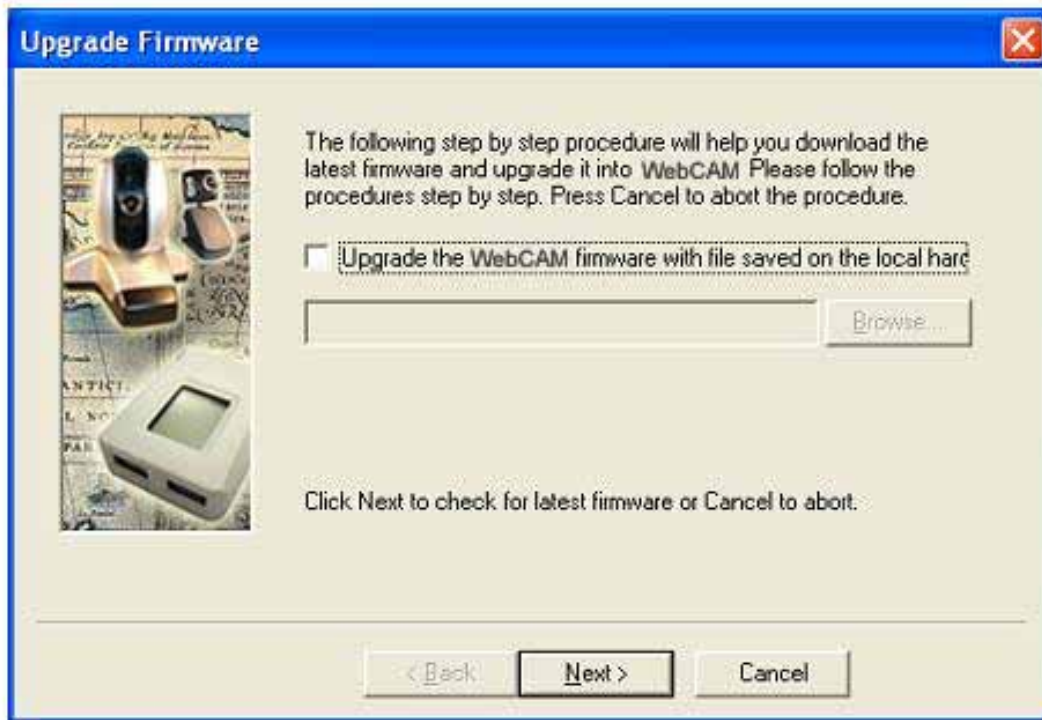 Upgrade Firmware
The following step by step procedure will help you download the
latest firmware and upgrade it into WebCAM Please follow the
procedures step by step. Press Cancel to abort the procedure.
Upgrade the WebCAM firmware with file saved on the local hard
Browse...
ANTICI.
PAR
Click Next to check for latest firmware or Cancel to abort.
< Back
Next >
Cancel